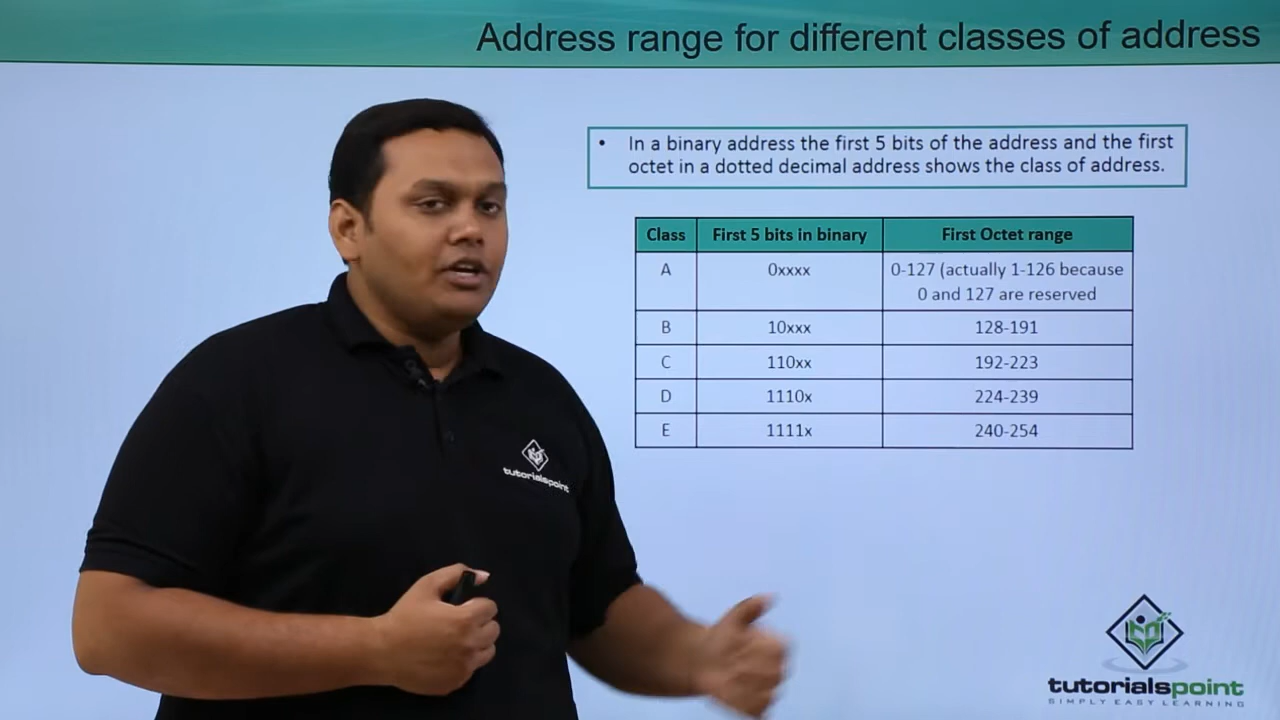 Address range for different classes of address
• In a binary address the first 5 bits of the address and the first
octet in a dotted decimal address shows the class of address.
Class First 5 bits in binary First Octet range
A 0xxxx 0-127 (actually 1-126 because
0 and 127 are reserved
B 10xxx 128-191
C 110xx 192-223
D 1110x 224-239
E 1111x 240-254
tutorialspoint
tutorialspoint
SIMPLY EASY LEARNING